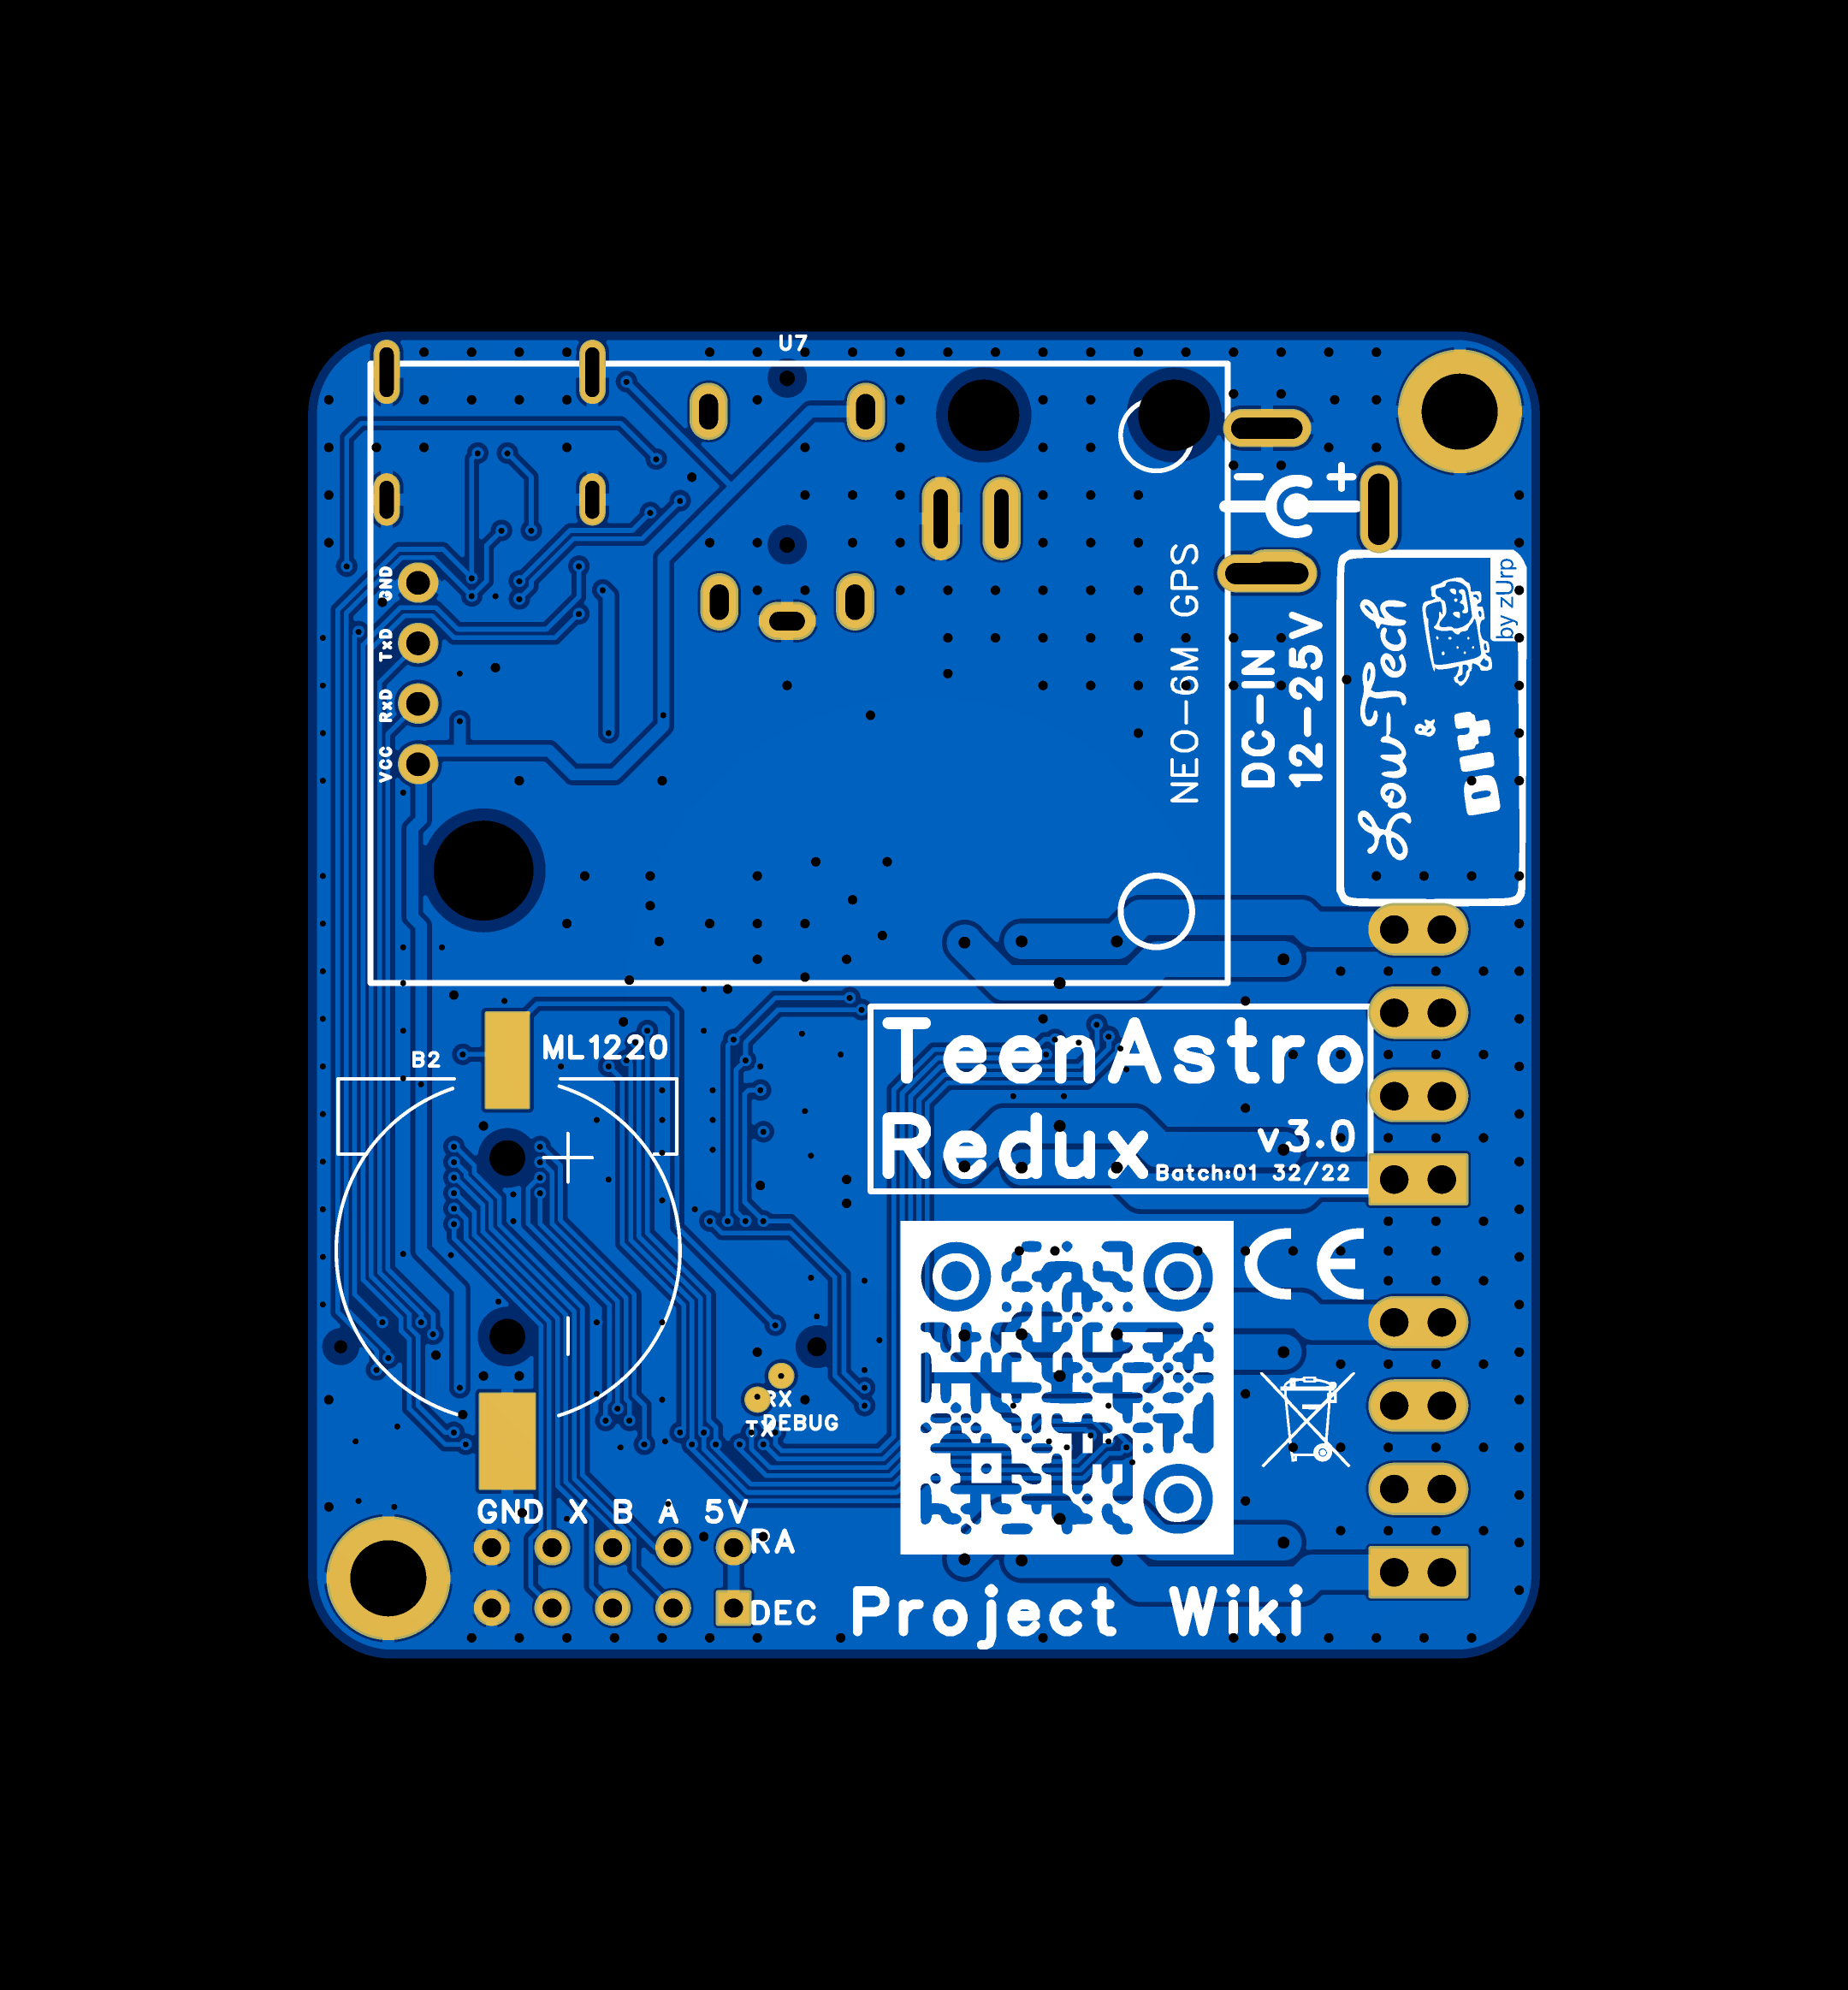 U7
GND
TxD
RxD
VCC
NEO-6M GPS
- +
DC-IN
12-25V
Low-Tech
&
DIY
by zUrp
B2
ML1220
+
-
TeenAstro
Redux
v3.0
Batch:01 32/22
CE
RX
TX
DEBUG
GND X B A 5V
RA
DEC
Project Wiki